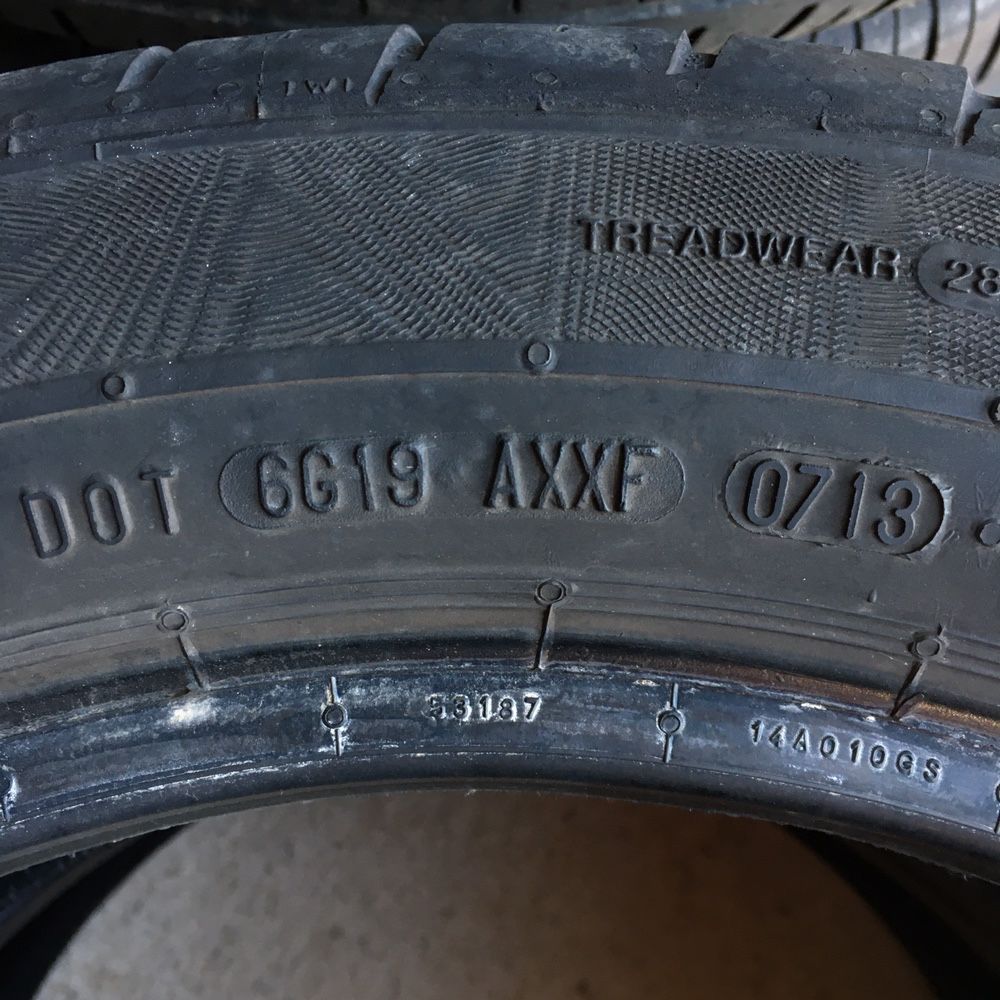 TWI
TREADWEAR 28
DOT 6G19 AXXF 0713
53187
14A010GS